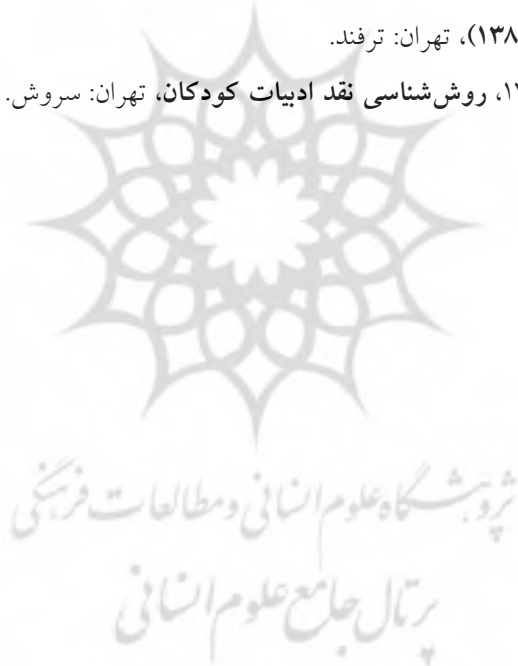 ۱۳۸)، تهران: ترفند.
۱۱، روش‌شناسی نقد ادبیات کودکان، تهران: سروش.
پژوهشگاه علوم انسانی و مطالعات فرهنگی
پرتال جامع علوم انسانی